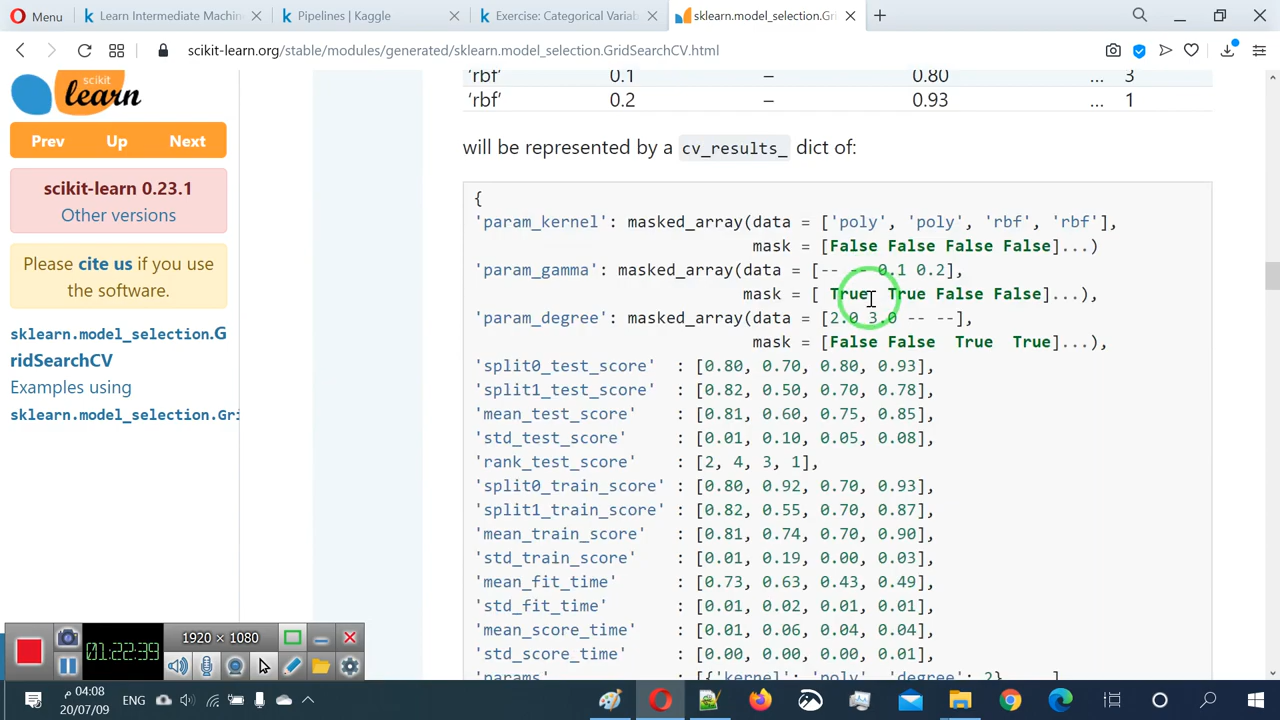 Menu
Learn Intermediate Machin
Pipelines | Kaggle
Exercise: Categorical Variab
sklearn.model_selection.Gri
scikit-learn.org/stable/modules/generated/sklearn.model_selection.GridSearchCV.html
scikit
learn
Prev Up Next
scikit-learn 0.23.1
Other versions
Please cite us if you use
the software.
sklearn.model_selection.G
ridSearchCV
Examples using
sklearn.model_selection.Gri
'rbf' 0.1 – 0.80 ... 3
'rbf' 0.2 – 0.93 ... 1
will be represented by a cv_results_ dict of:
{
'param_kernel': masked_array(data = ['poly', 'poly', 'rbf', 'rbf'],
mask = [False False False False]...)
'param_gamma': masked_array(data = [-- -- 0.1 0.2],
mask = [ True True False False]...),
'param_degree': masked_array(data = [2.0 3.0 -- --],
mask = [False False True True]...),
'split0_test_score' : [0.80, 0.70, 0.80, 0.93],
'split1_test_score' : [0.82, 0.50, 0.70, 0.78],
'mean_test_score' : [0.81, 0.60, 0.75, 0.85],
'std_test_score' : [0.01, 0.10, 0.05, 0.08],
'rank_test_score' : [2, 4, 3, 1],
'split0_train_score' : [0.80, 0.92, 0.70, 0.93],
'split1_train_score' : [0.82, 0.55, 0.70, 0.87],
'mean_train_score' : [0.81, 0.74, 0.70, 0.90],
'std_train_score' : [0.01, 0.19, 0.00, 0.03],
'mean_fit_time' : [0.73, 0.63, 0.43, 0.49],
'std_fit_time' : [0.01, 0.02, 0.01, 0.01],
'mean_score_time' : [0.01, 0.06, 0.04, 0.04],
'std_score_time' : [0.00, 0.00, 0.00, 0.01],
'params' : [{'kernel': 'poly', 'degree': 2}, ...],
01:22:39
1920 × 1080
04:08 م
20/07/09
ENG